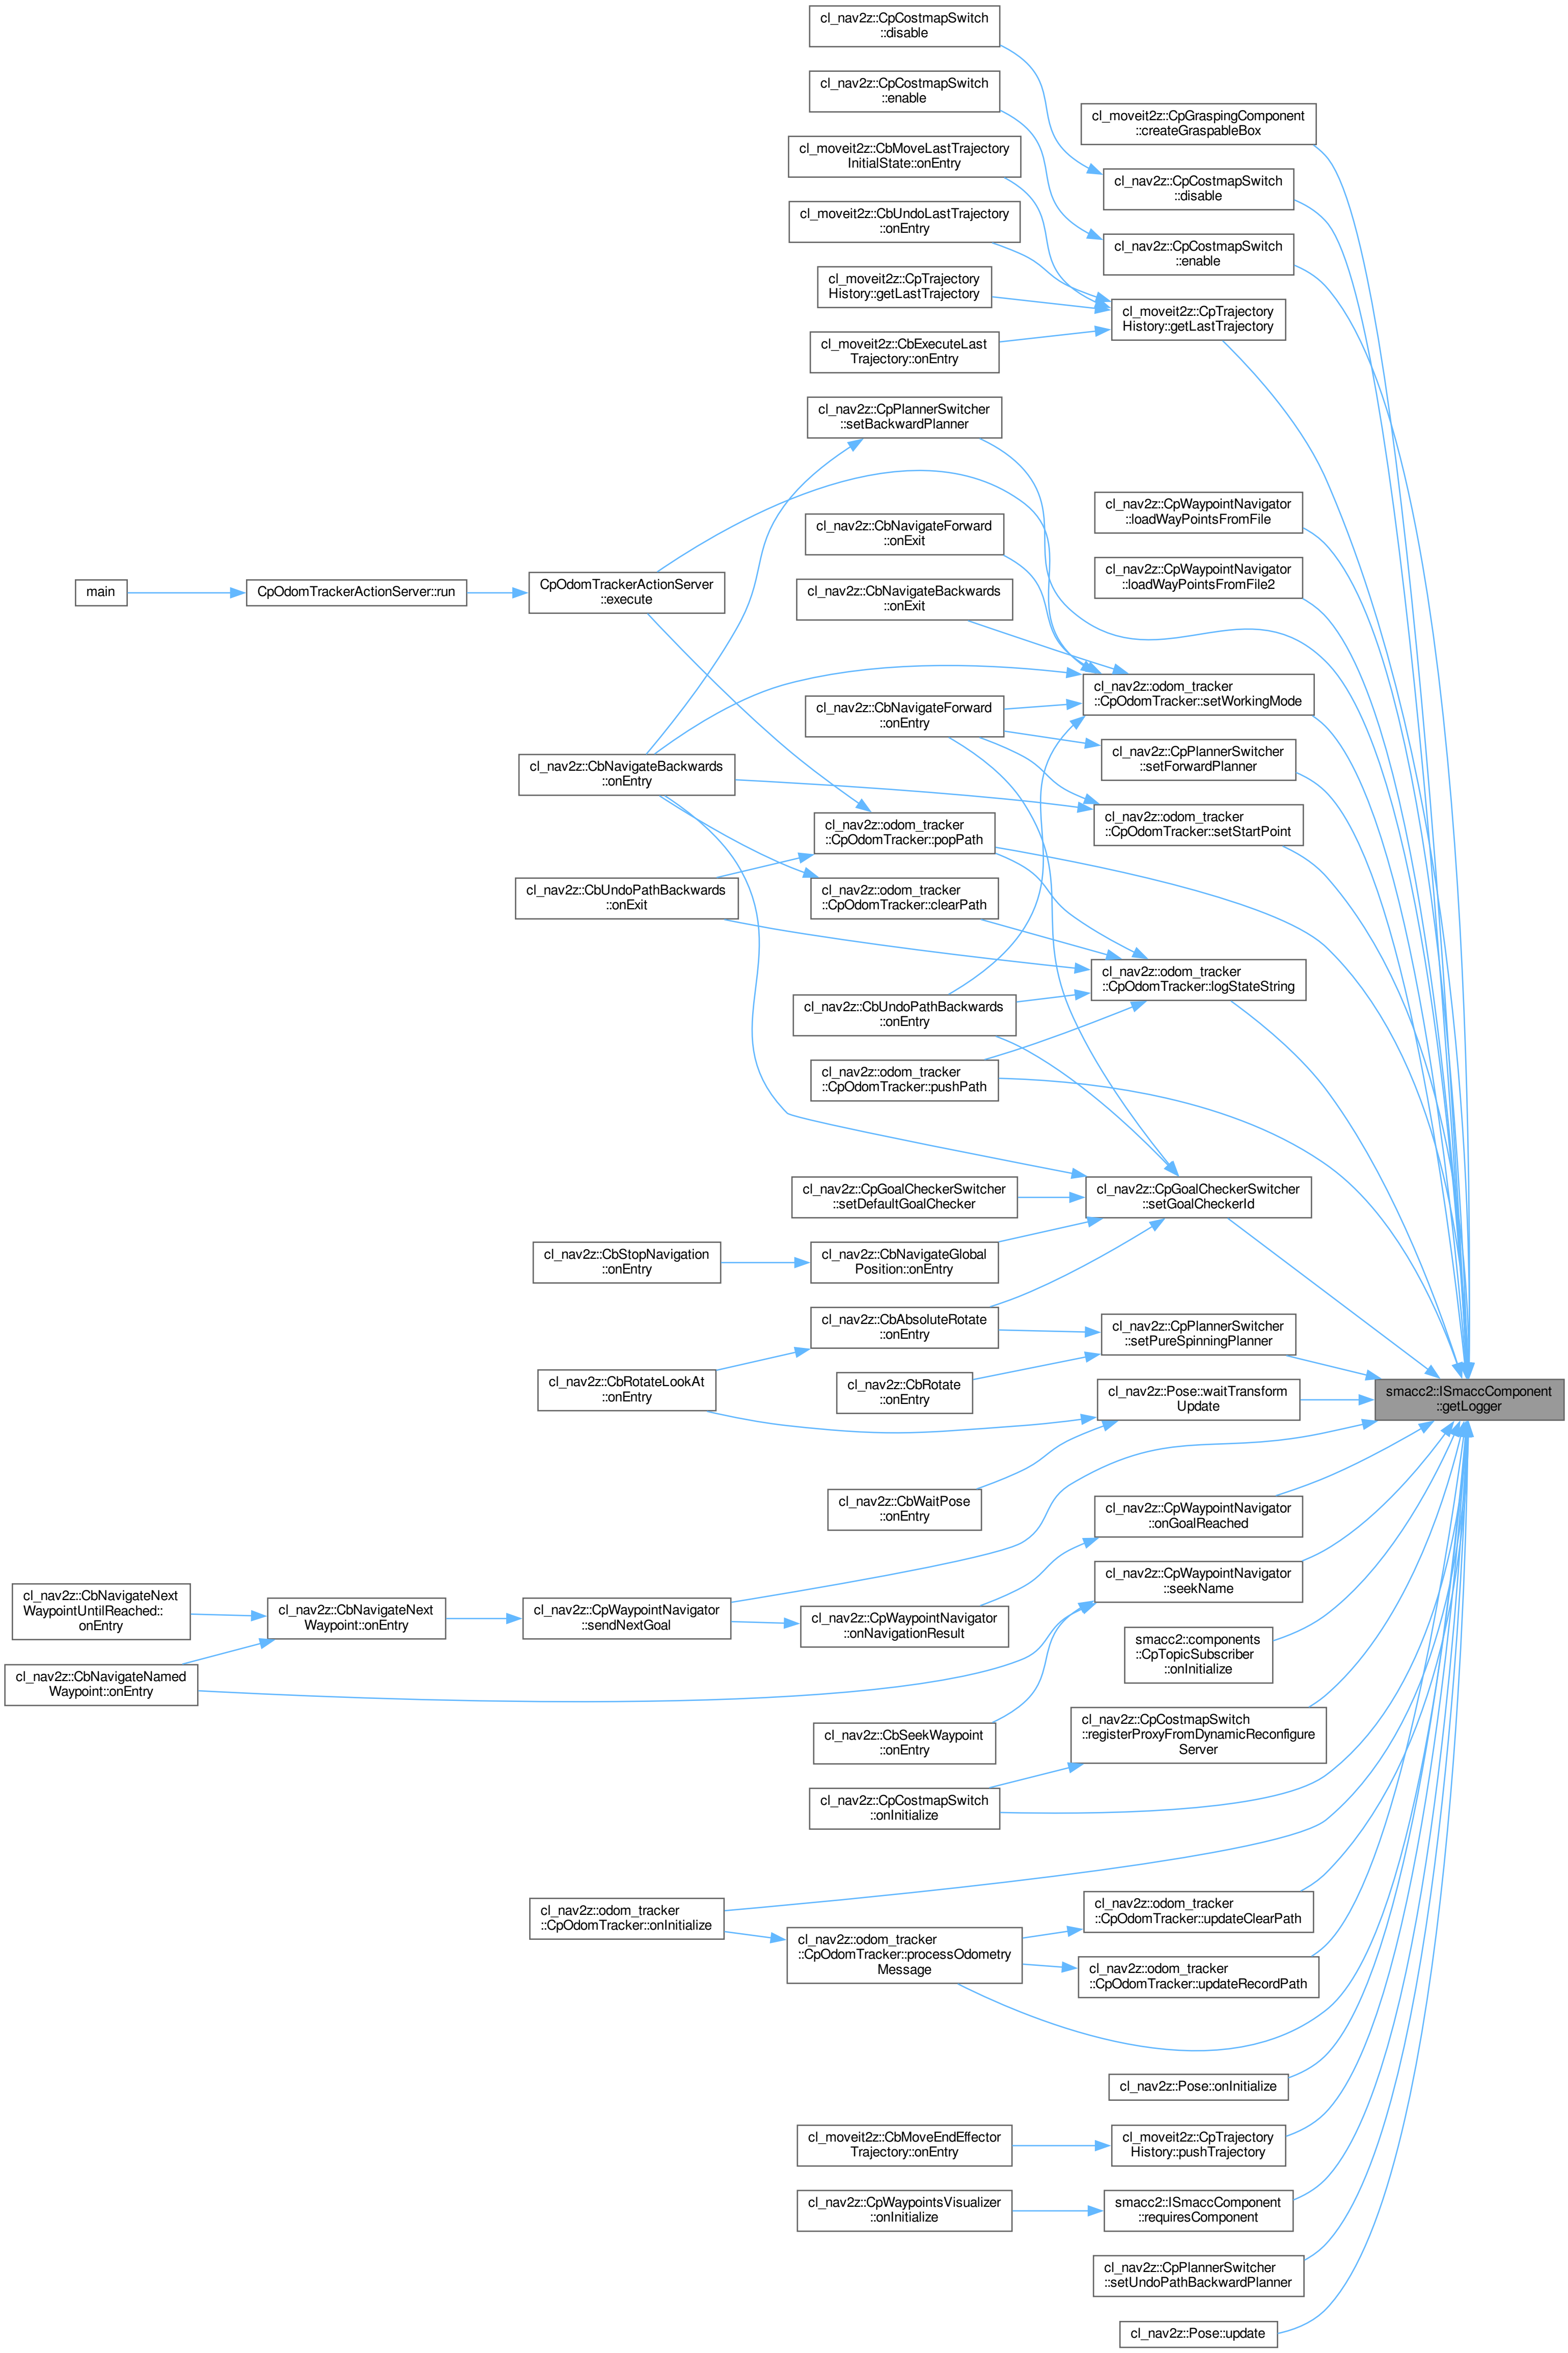 cl_nav2z::CpCostmapSwitch
::disable
cl_nav2z::CpCostmapSwitch
::enable
cl_moveit2z::CpGraspingComponent
::createGraspableBox
cl_moveit2z::CbMoveLastTrajectory
InitialState::onEntry
cl_nav2z::CpCostmapSwitch
::disable
cl_moveit2z::CbUndoLastTrajectory
::onEntry
cl_nav2z::CpCostmapSwitch
::enable
cl_moveit2z::CpTrajectory
History::getLastTrajectory
cl_moveit2z::CpTrajectory
History::getLastTrajectory
cl_moveit2z::CbExecuteLast
Trajectory::onEntry
cl_nav2z::CpPlannerSwitcher
::setBackwardPlanner
cl_nav2z::CpWaypointNavigator
::loadWayPointsFromFile
cl_nav2z::CbNavigateForward
::onExit
cl_nav2z::CpWaypointNavigator
::loadWayPointsFromFile2
main
CpOdomTrackerActionServer::run
CpOdomTrackerActionServer
::execute
cl_nav2z::CbNavigateBackwards
::onExit
cl_nav2z::odom_tracker
::CpOdomTracker::setWorkingMode
cl_nav2z::CbNavigateForward
::onEntry
cl_nav2z::CpPlannerSwitcher
::setForwardPlanner
cl_nav2z::CbNavigateBackwards
::onEntry
cl_nav2z::odom_tracker
::CpOdomTracker::setStartPoint
cl_nav2z::odom_tracker
::CpOdomTracker::popPath
cl_nav2z::CbUndoPathBackwards
::onExit
cl_nav2z::odom_tracker
::CpOdomTracker::clearPath
cl_nav2z::odom_tracker
::CpOdomTracker::logStateString
cl_nav2z::CbUndoPathBackwards
::onEntry
cl_nav2z::odom_tracker
::CpOdomTracker::pushPath
cl_nav2z::CpGoalCheckerSwitcher
::setDefaultGoalChecker
cl_nav2z::CpGoalCheckerSwitcher
::setGoalCheckerId
cl_nav2z::CbStopNavigation
::onEntry
cl_nav2z::CbNavigateGlobal
Position::onEntry
cl_nav2z::CbAbsoluteRotate
::onEntry
cl_nav2z::CpPlannerSwitcher
::setPureSpinningPlanner
cl_nav2z::CbRotateLookAt
::onEntry
cl_nav2z::CbRotate
::onEntry
cl_nav2z::Pose::waitTransform
Update
smacc2::ISmaccComponent
::getLogger
cl_nav2z::CbWaitPose
::onEntry
cl_nav2z::CpWaypointNavigator
::onGoalReached
cl_nav2z::CpWaypointNavigator
::seekName
cl_nav2z::CbNavigateNext
WaypointUntilReached::
onEntry
cl_nav2z::CbNavigateNext
Waypoint::onEntry
cl_nav2z::CpWaypointNavigator
::sendNextGoal
cl_nav2z::CpWaypointNavigator
::onNavigationResult
smacc2::components
::CpTopicSubscriber
::onInitialize
cl_nav2z::CbNavigateNamed
Waypoint::onEntry
cl_nav2z::CbSeekWaypoint
::onEntry
cl_nav2z::CpCostmapSwitch
::registerProxyFromDynamicReconfigure
Server
cl_nav2z::CpCostmapSwitch
::onInitialize
cl_nav2z::odom_tracker
::CpOdomTracker::onInitialize
cl_nav2z::odom_tracker
::CpOdomTracker::updateClearPath
cl_nav2z::odom_tracker
::CpOdomTracker::processOdometry
Message
cl_nav2z::odom_tracker
::CpOdomTracker::updateRecordPath
cl_nav2z::Pose::onInitialize
cl_moveit2z::CbMoveEndEffector
Trajectory::onEntry
cl_moveit2z::CpTrajectory
History::pushTrajectory
cl_nav2z::CpWaypointsVisualizer
::onInitialize
smacc2::ISmaccComponent
::requiresComponent
cl_nav2z::CpPlannerSwitcher
::setUndoPathBackwardPlanner
cl_nav2z::Pose::update